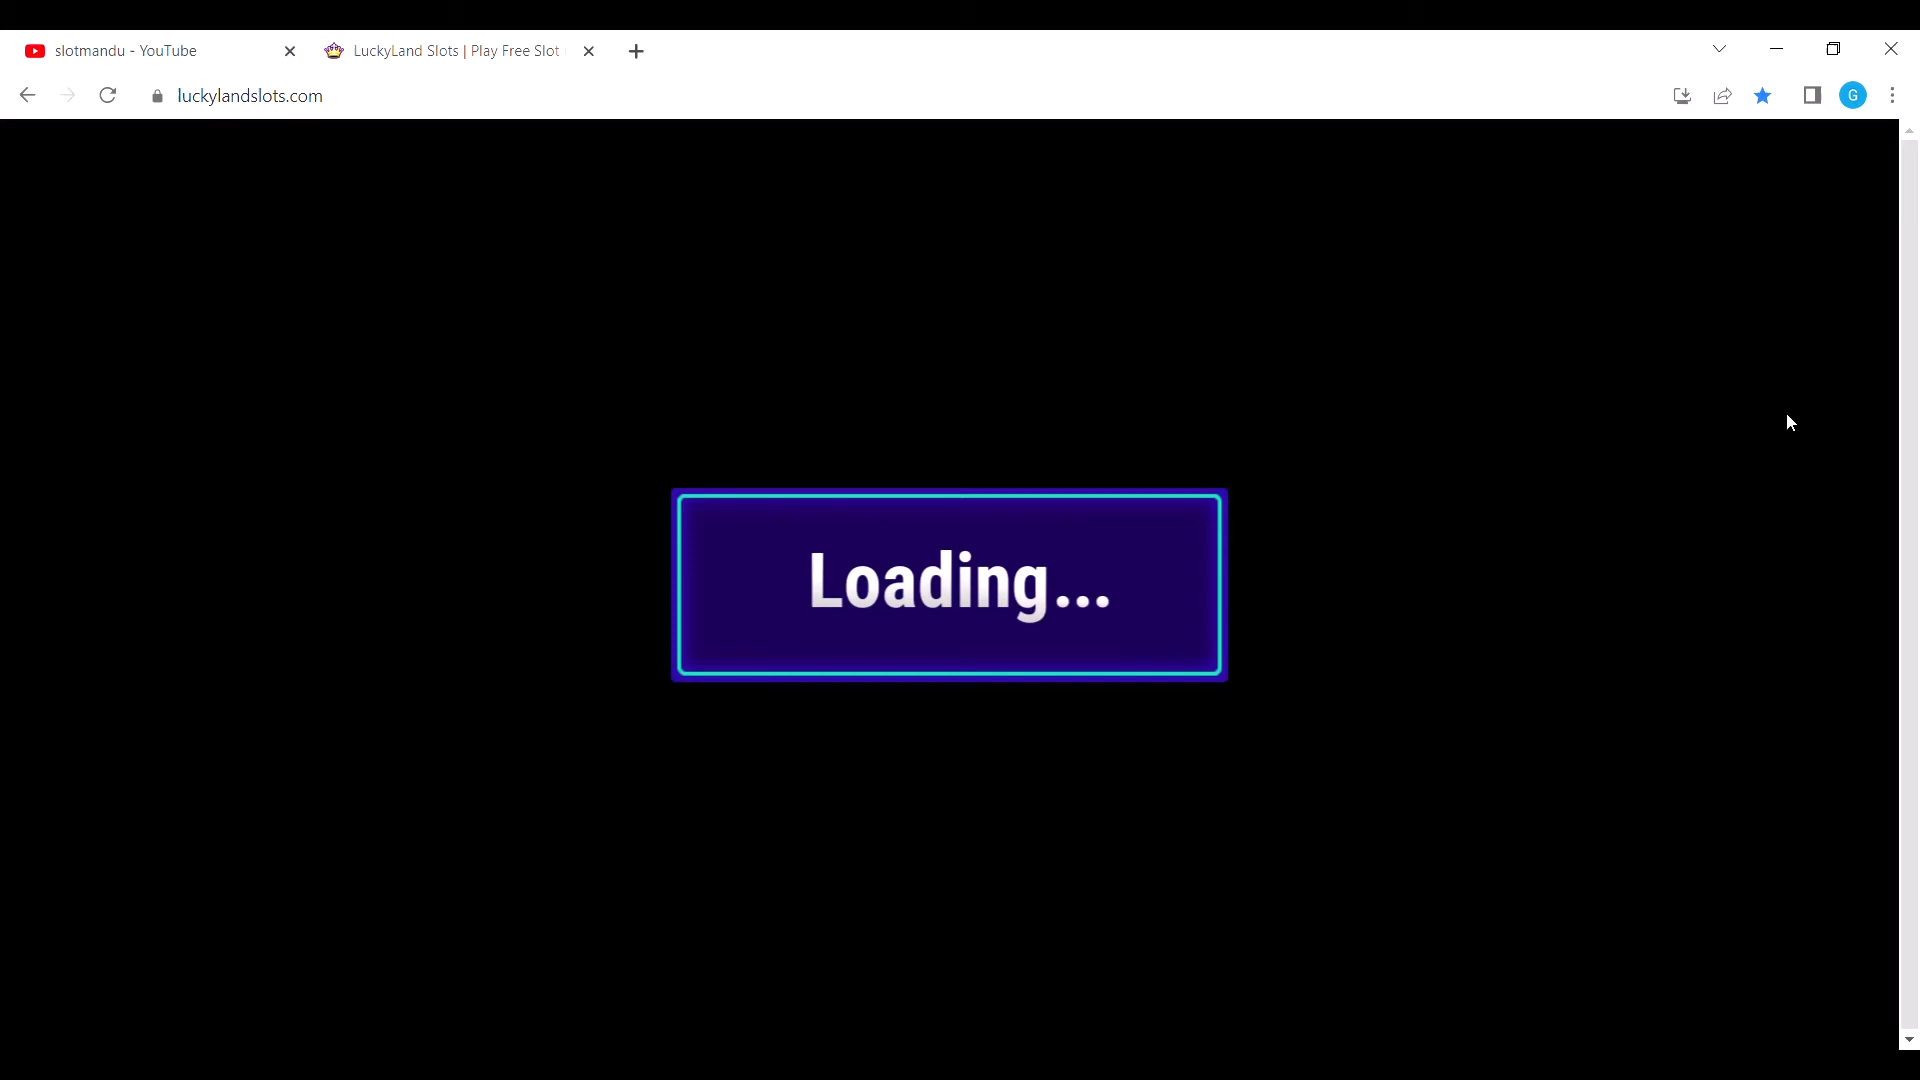 slotmandu - YouTube
LuckyLand Slots | Play Free Slot
luckylandslots.com
G
Loading...